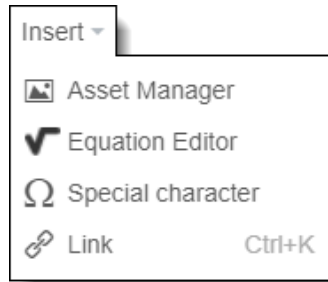 Insert
Asset Manager
Equation Editor
Special character
Link Ctrl+K